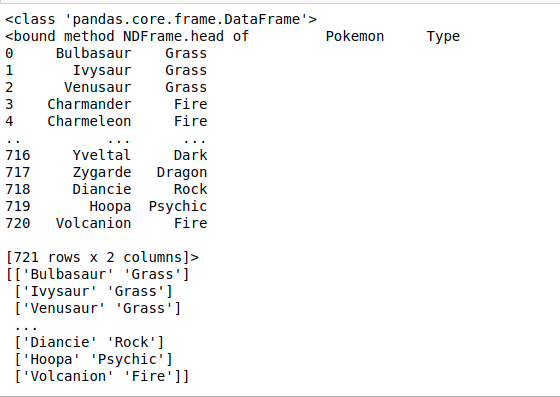 <class 'pandas.core.frame.DataFrame'>
<bound method NDFrame.head of         Pokemon     Type
0     Bulbasaur    Grass
1       Ivysaur    Grass
2      Venusaur    Grass
3    Charmander     Fire
4    Charmeleon     Fire
..          ...      ...
716     Yveltal     Dark
717     Zygarde   Dragon
718     Diancie     Rock
719       Hoopa  Psychic
720   Volcanion     Fire

[721 rows x 2 columns]>
[['Bulbasaur' 'Grass']
 ['Ivysaur' 'Grass']
 ['Venusaur' 'Grass']
 ...
 ['Diancie' 'Rock']
 ['Hoopa' 'Psychic']
 ['Volcanion' 'Fire']]